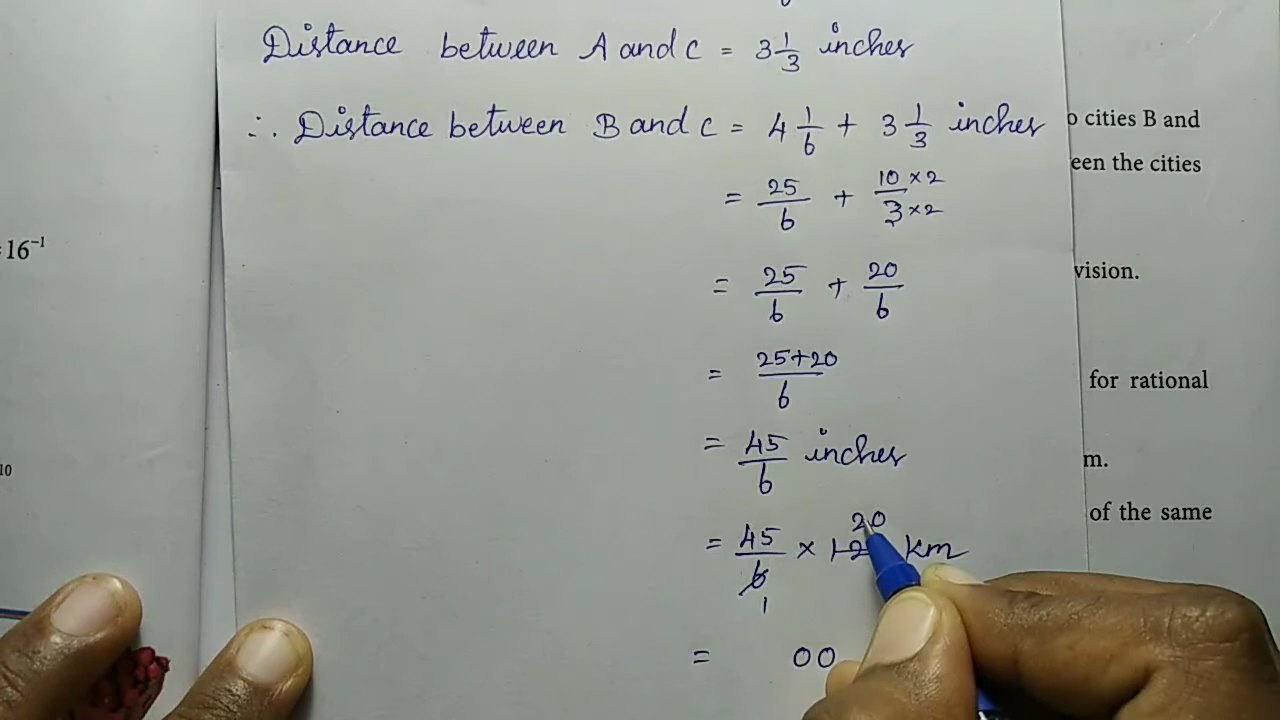 Distance between A and C = 3 1/3 inches
∴ Distance between B and C = 4 1/6 + 3 1/3 inches
= 25/6 + 10×2/3×2
= 25/6 + 20/6
= 25+20/6
= 45/6 inches
20
= 45/6 × 12 km
1
= 00
16⁻¹
10
cities B and
een the cities
vision.
for rational
m.
of the same